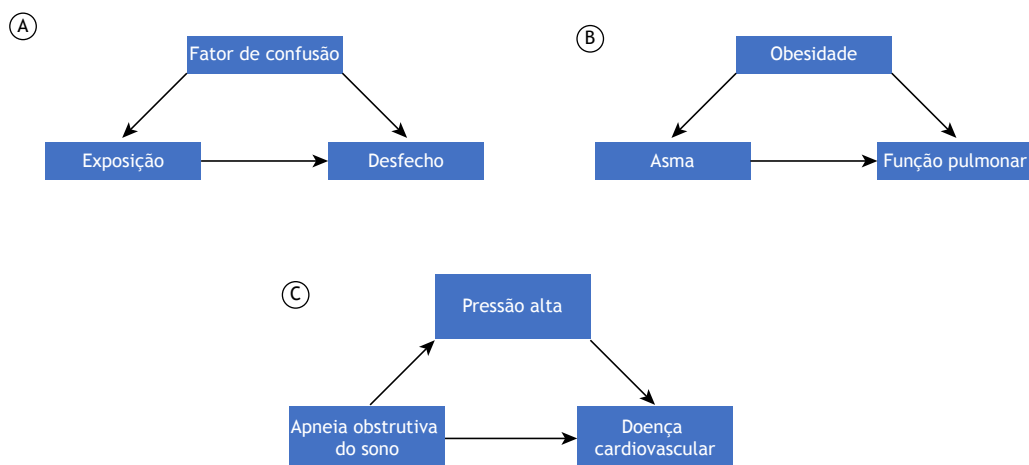 A
Fator de confusão
Exposição
Desfecho
B
Obesidade
Asma
Função pulmonar
C
Pressão alta
Apneia obstrutiva
do sono
Doença
cardiovascular